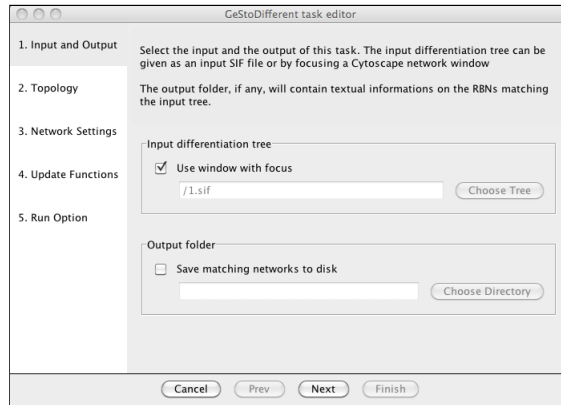 GeStoDifferent task editor
1. Input and Output
2. Topology
3. Network Settings
4. Update Functions
5. Run Option
Select the input and the output of this task. The input differentiation tree can be
given as an input SIF file or by focusing a Cytoscape network window
The output folder, if any, will contain textual informations on the RBNs matching
the input tree.
Input differentiation tree
Use window with focus
/1.sif
Choose Tree
Output folder
Save matching networks to disk
Choose Directory
Cancel
Prev
Next
Finish